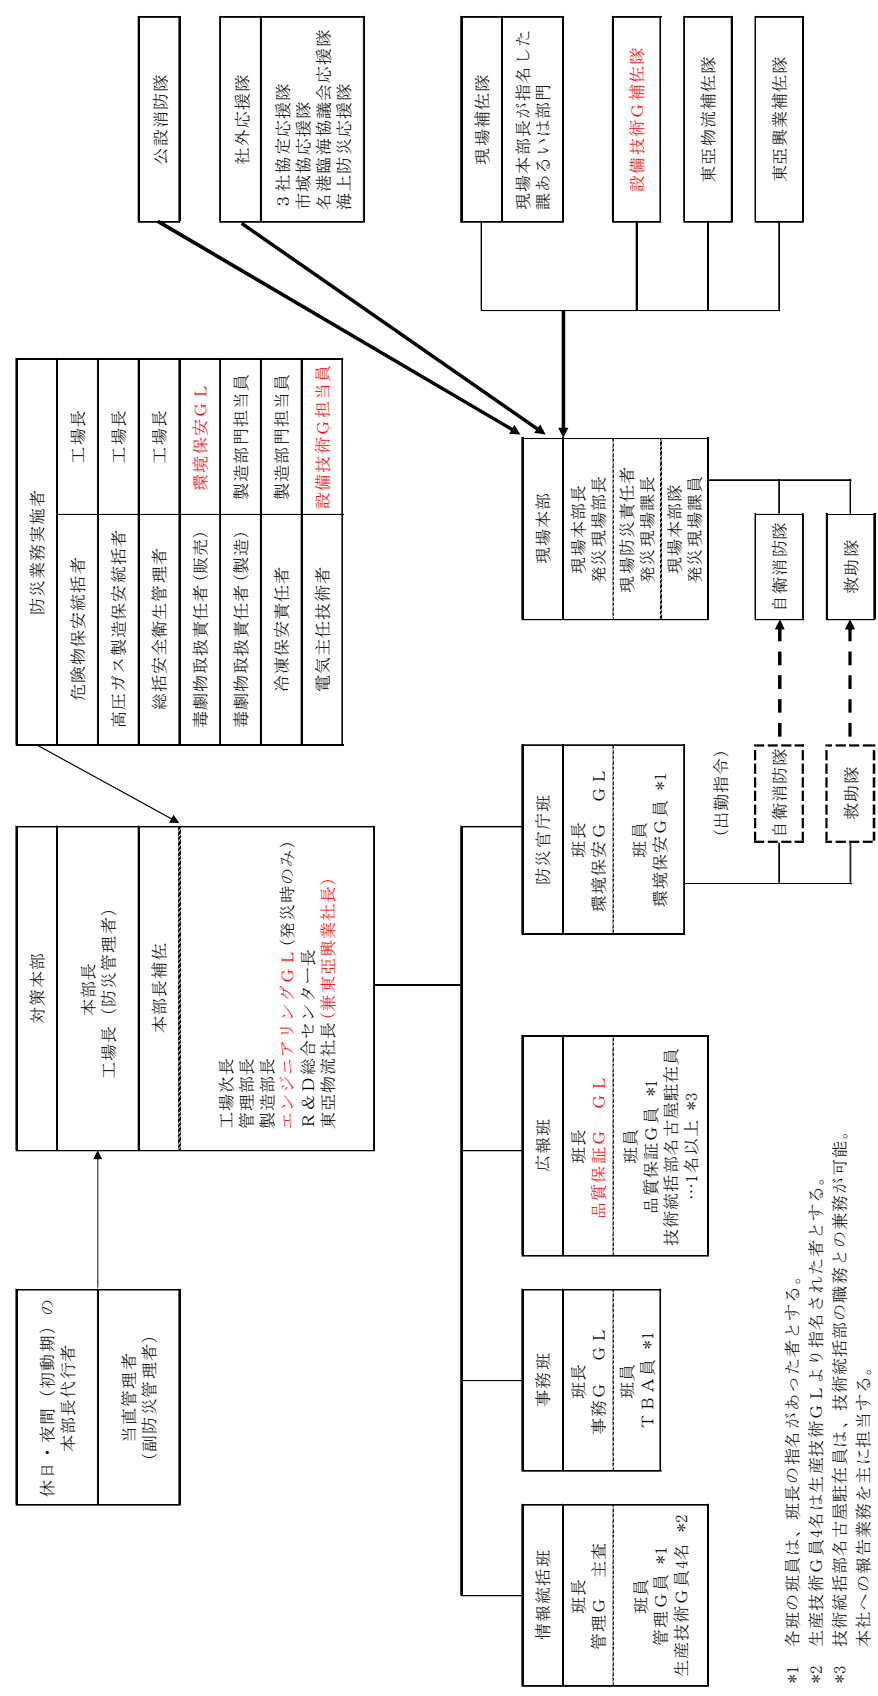 休日・夜間（初動期）の
本部長代行者
当直管理者
（副防災管理者）
対策本部
本部長
工場長（防災管理者）
本部長補佐
工場次長
管理部長
製造部長
エンジニアリングＧＬ（発災時のみ）
Ｒ＆Ｄ総合センター長
東亞物流社長（兼東亞興業社長）
防災業務実施者
危険物保安統括者 工場長
高圧ガス製造保安統括者 工場長
総括安全衛生管理者 工場長
毒劇物取扱責任者（販売） 環境保安ＧＬ
毒劇物取扱責任者（製造） 製造部門担当員
冷凍保安責任者 製造部門担当員
電気主任技術者 設備技術Ｇ担当員
公設消防隊
社外応援隊
３社協定応援隊
市域協応援隊
名港臨海協議会応援隊
海上防災応援隊
情報統括班
班長
管理Ｇ 主査
班員
管理Ｇ員 *1
生産技術Ｇ員4名 *2
事務班
班長
事務Ｇ ＧＬ
班員
ＴＢＡ員 *1
広報班
班長
品質保証Ｇ ＧＬ
班員
品質保証Ｇ員 *1
技術統括部名古屋駐在員
…1名以上 *3
防災官庁班
班長
環境保安Ｇ ＧＬ
班員
環境保安Ｇ員 *1
（出勤指令）
自衛消防隊
救助隊
現場本部
現場本部長
発災現場部長
現場防災責任者
発災現場課長
現場本部隊
発災現場課員
自衛消防隊
救助隊
現場補佐隊
現場本部長が指名した
課あるいは部門
設備技術Ｇ補佐隊
東亞物流補佐隊
東亞興業補佐隊
*1 各班の班員は、班長の指名があった者とする。
*2 生産技術Ｇ員4名は生産技術ＧＬより指名された者とする。
*3 技術統括部名古屋駐在員は、技術統括部の職務との兼務が可能。
本社への報告業務を主に担当する。